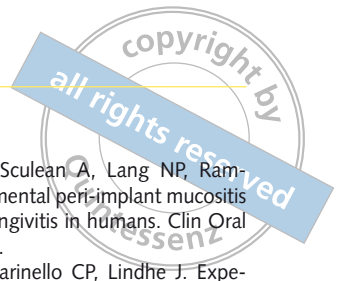 copyright by
all rights reserved
Quintessenz
Sculean A, Lang NP, Ram-
mental peri-implant mucositis
ngivitis in humans. Clin Oral
.
arinello CP, Lindhe J. Expe-